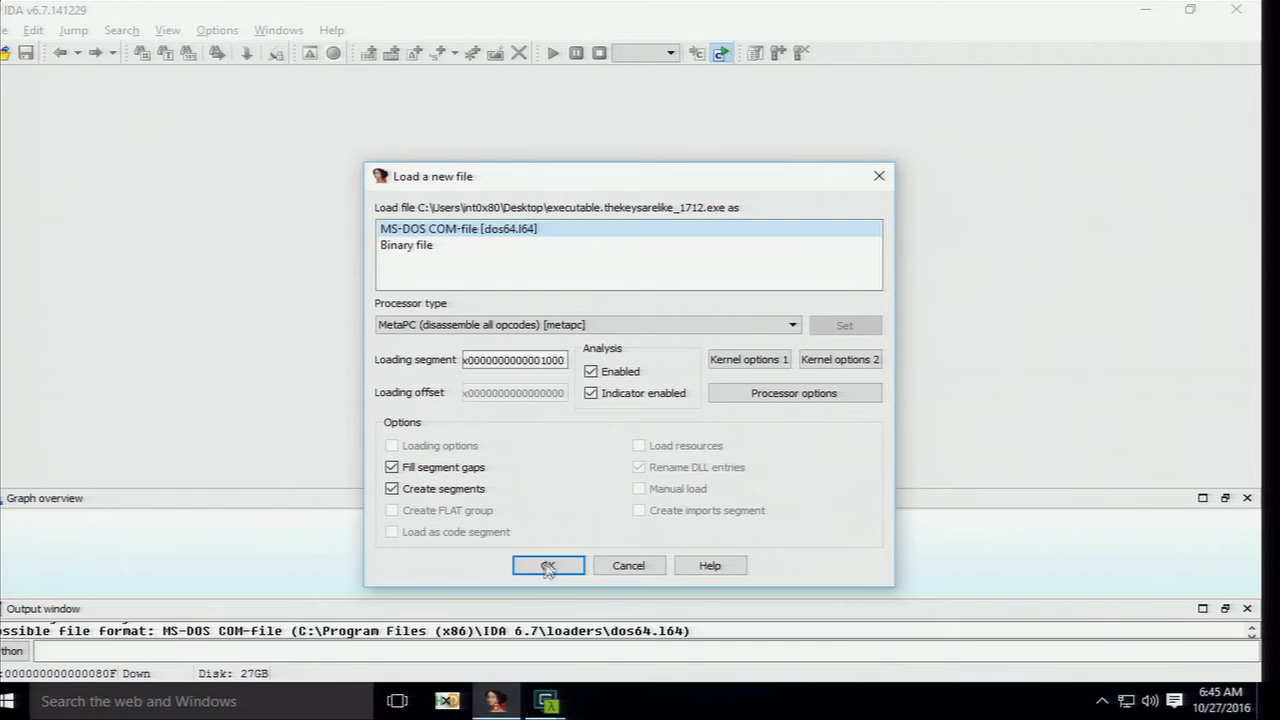 IDA v6.7.141229
Edit Jump Search View Options Windows Help
Load a new file
Load file C:\Users\int0x80\Desktop\executable.thekeysarelike_1712.exe as
MS-DOS COM-file [dos64.l64]
Binary file
Processor type
MetaPC (disassemble all opcodes) [metapc]
Set
Loading segment x0000000000001000
Analysis
Enabled
Kernel options 1 Kernel options 2
Loading offset x0000000000000000
Indicator enabled
Processor options
Options
Loading options Load resources
Fill segment gaps Rename DLL entries
Create segments Manual load
Create FLAT group Create imports segment
Load as code segment
OK Cancel Help
Graph overview
Output window
ossible file format: MS-DOS COM-file (C:\Program Files (x86)\IDA 6.7\loaders\dos64.l64)
thon
:000000000000080F Down Disk: 27GB
Search the web and Windows
6:45 AM
10/27/2016